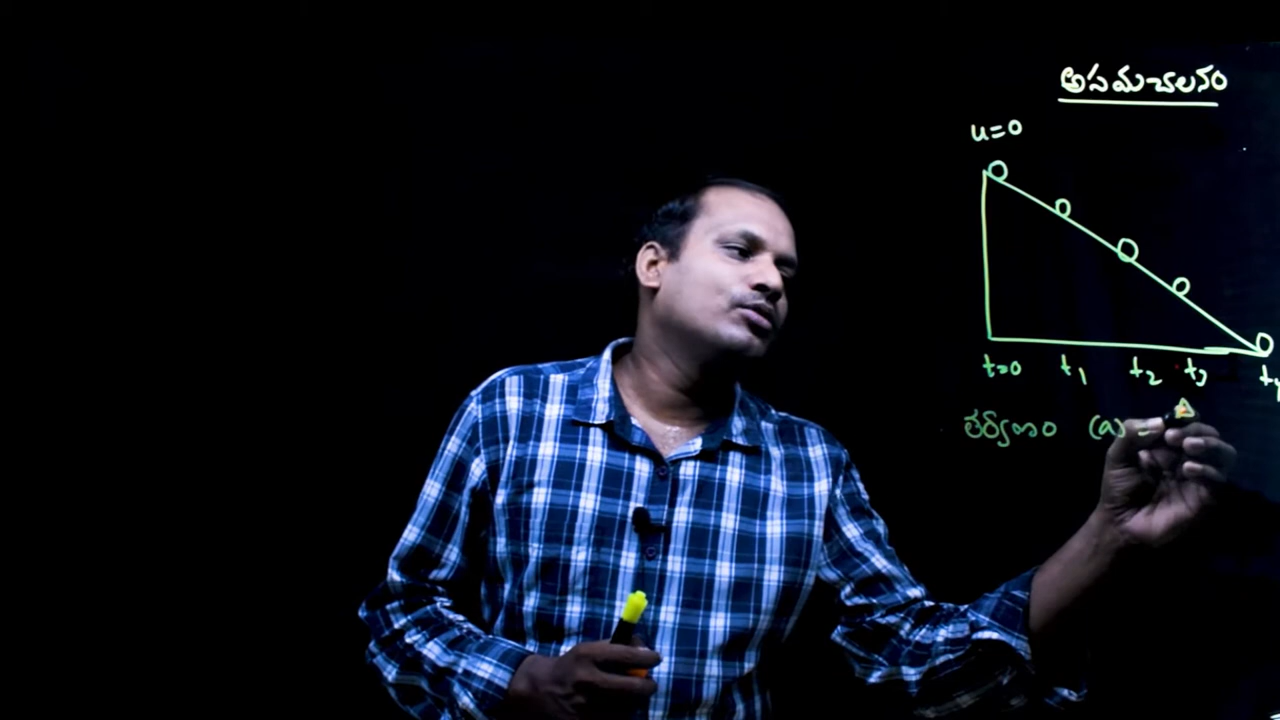 అసమచలనం
u=0
t=0 t₁ t₂ t₃ t₄
త్వరణం (a) =